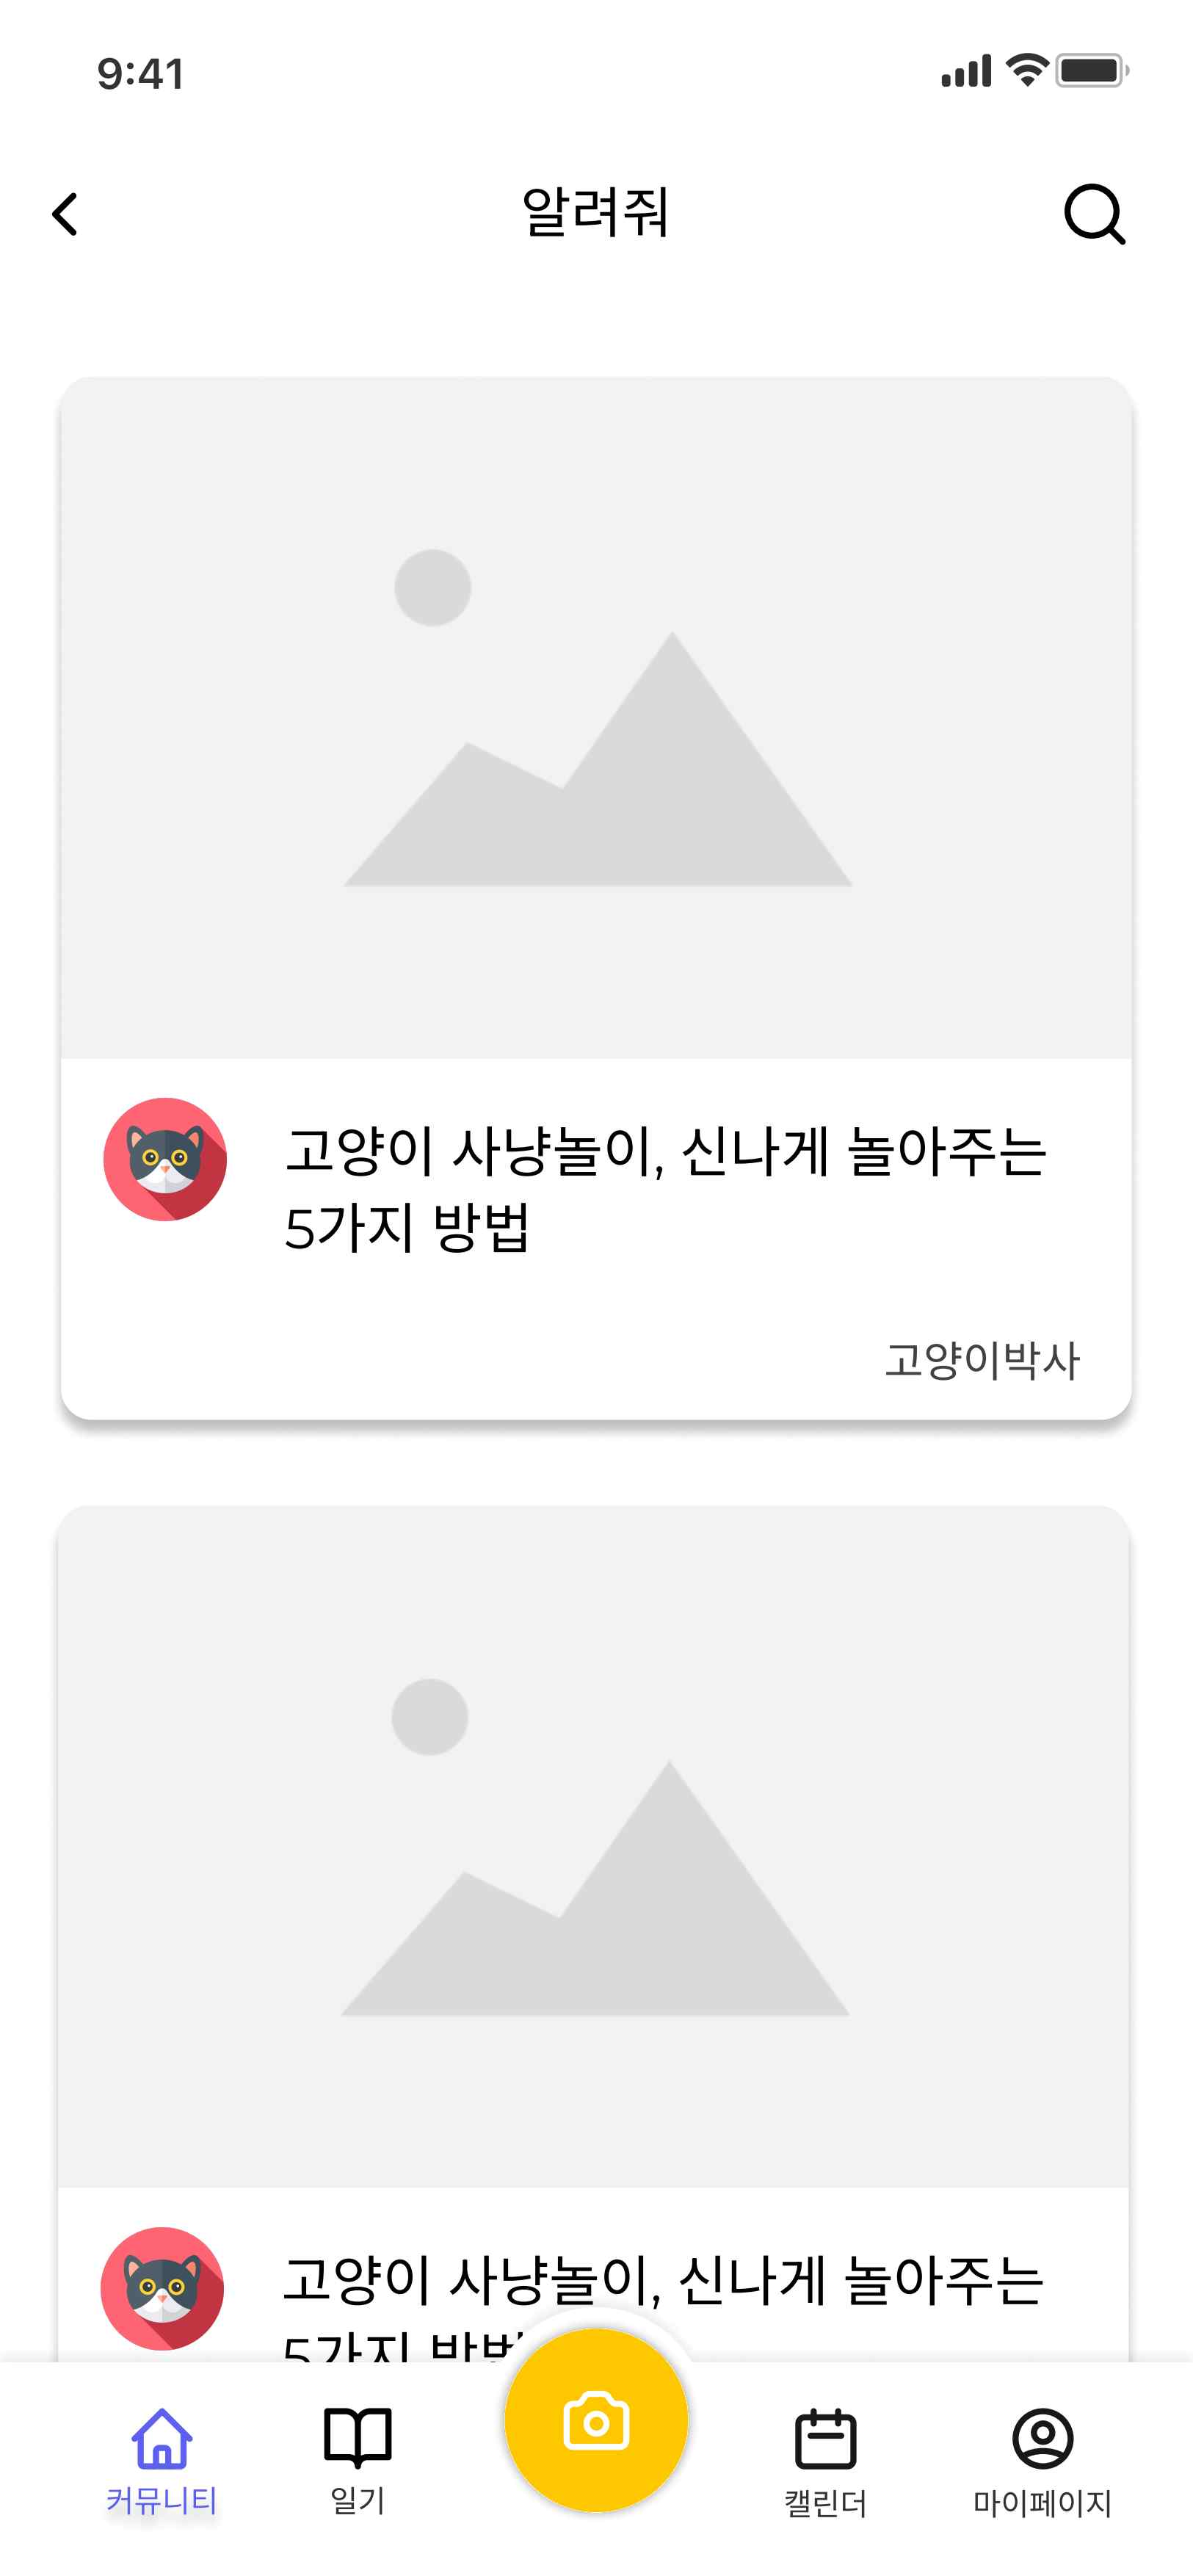 9:41
알려줘
고양이 사냥놀이, 신나게 놀아주는
5가지 방법
고양이박사
고양이 사냥놀이, 신나게 놀아주는
5가지
커뮤니티
일기
캘린더
마이페이지